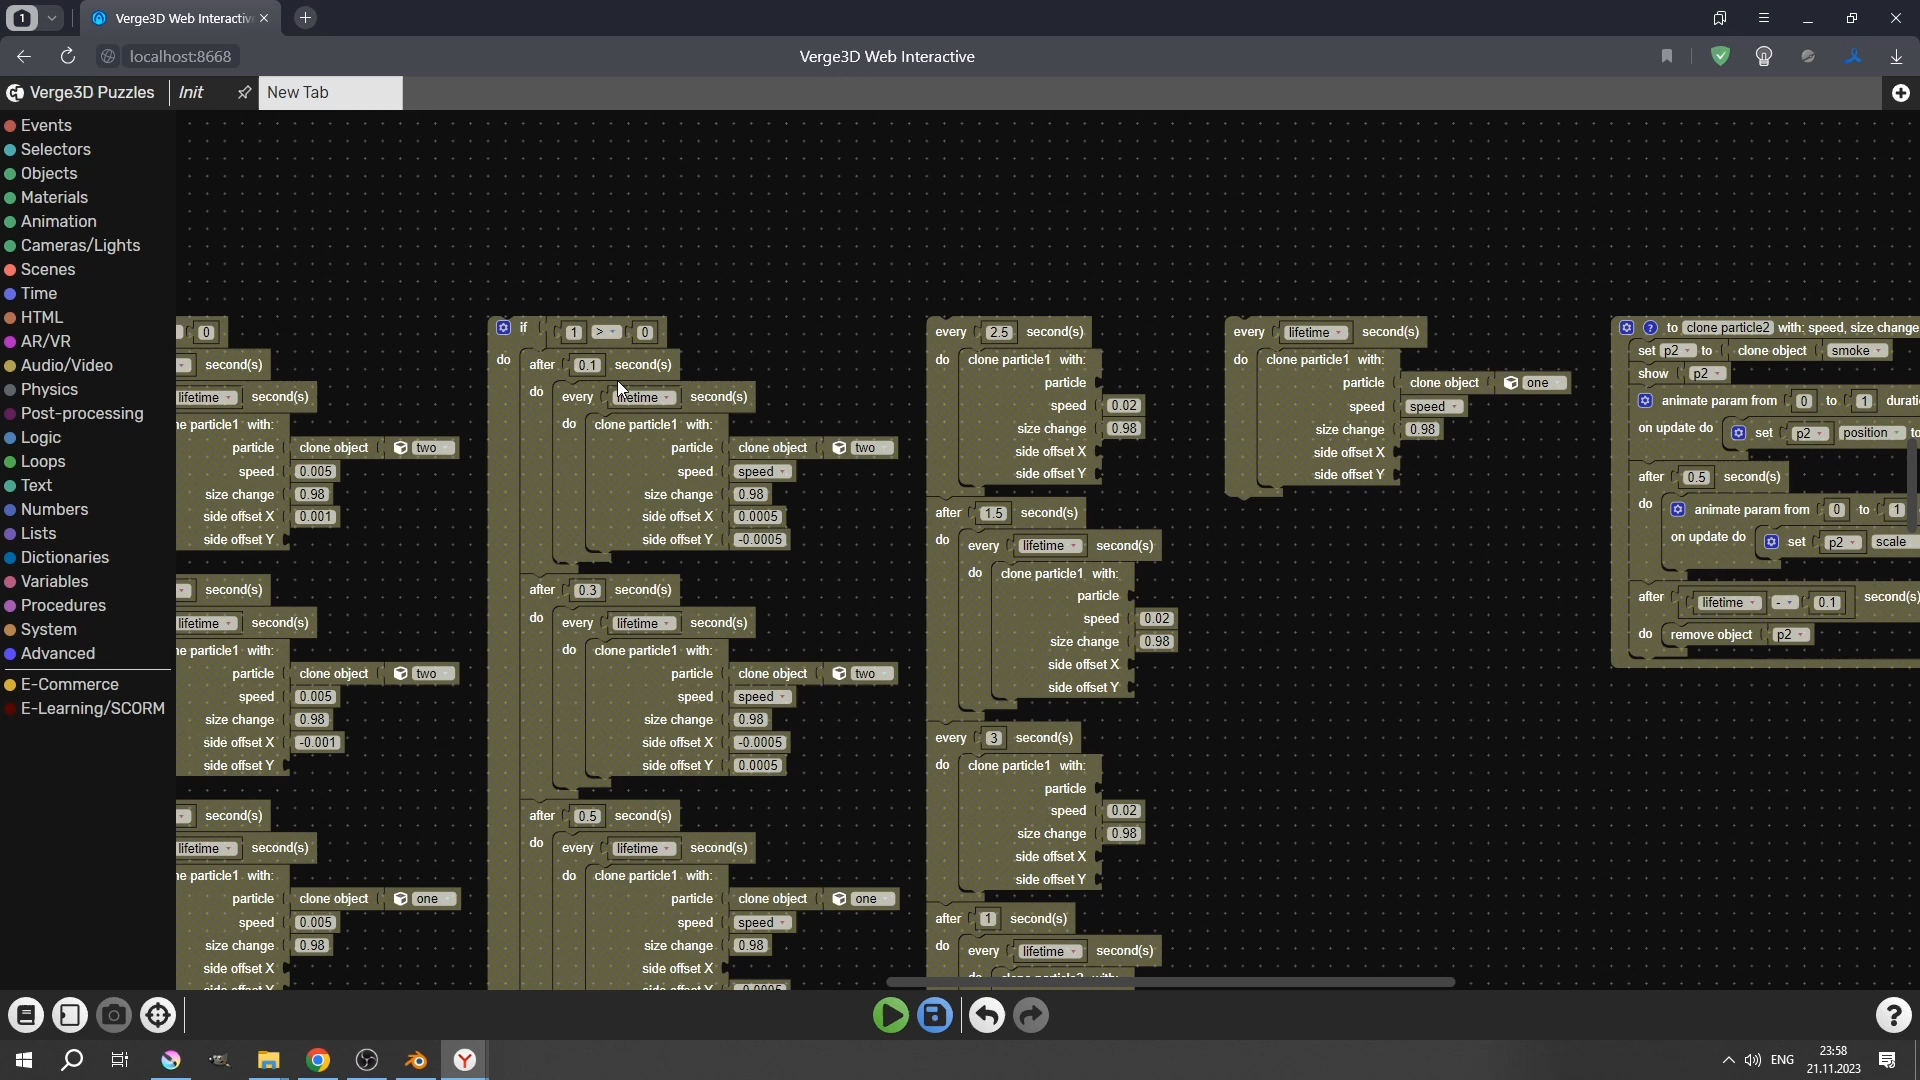 1
Verge3D Web Interactiv
localhost:8668
Verge3D Web Interactive
Verge3D Puzzles
Init
New Tab
Events
Selectors
Objects
Materials
Animation
Cameras/Lights
Scenes
Time
HTML
AR/VR
Audio/Video
Physics
Post-processing
Logic
Loops
Text
Numbers
Lists
Dictionaries
Variables
Procedures
System
Advanced
E-Commerce
E-Learning/SCORM
0
second(s)
lifetime second(s)
particle1 with:
particle clone object two
speed 0.005
size change 0.98
side offset X 0.001
side offset Y
second(s)
lifetime second(s)
particle1 with:
particle clone object two
speed 0.005
size change 0.98
side offset X -0.001
side offset Y
second(s)
lifetime second(s)
particle1 with:
particle clone object one
speed 0.005
size change 0.98
side offset X
side offset Y
if 1 > 0
do after 0.1 second(s)
do every lifetime second(s)
do clone particle1 with:
particle clone object two
speed speed
size change 0.98
side offset X 0.0005
side offset Y -0.0005
after 0.3 second(s)
do every lifetime second(s)
do clone particle1 with:
particle clone object two
speed speed
size change 0.98
side offset X -0.0005
side offset Y 0.0005
after 0.5 second(s)
do every lifetime second(s)
do clone particle1 with:
particle clone object one
speed speed
size change 0.98
side offset X
side offset Y
every 2.5 second(s)
do clone particle1 with:
particle
speed 0.02
size change 0.98
side offset X
side offset Y
after 1.5 second(s)
do every lifetime second(s)
do clone particle1 with:
particle
speed 0.02
size change 0.98
side offset X
side offset Y
every 3 second(s)
do clone particle1 with:
particle
speed 0.02
size change 0.98
side offset X
side offset Y
after 1 second(s)
do every lifetime second(s)
do
every lifetime second(s)
do clone particle1 with:
particle clone object one
speed speed
size change 0.98
side offset X
side offset Y
? to clone particle2 with: speed, size change
set p2 to clone object smoke
show p2
animate param from 0 to 1 durati
on update do set p2 position to
after 0.5 second(s)
do animate param from 0 to 1
on update do set p2 scale
after lifetime - 0.1 second(s)
do remove object p2
?
ENG
23:58
21.11.2023